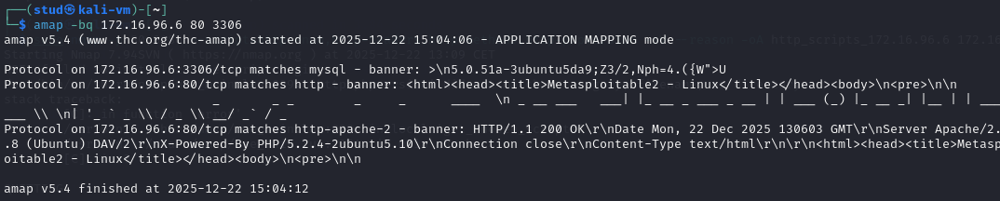 ┌──(stud㉿kali-vm)-[~]
└─$ amap -bq 172.16.96.6 80 3306
amap v5.4 (www.thc.org/thc-amap) started at 2025-12-22 15:04:06 - APPLICATION MAPPING mode
Protocol on 172.16.96.6:3306/tcp matches mysql - banner: >\n5.0.51a-3ubuntu5da9;Z3/2,Nph=4.({W">U
Protocol on 172.16.96.6:80/tcp matches http - banner: <html><head><title>Metasploitable2 - Linux</title></head><body>\n<pre>\n\n
_ _ _ _ _ _ ____ \n _ __ ___ ___| |_ __ _ ___ _ __ | | ___ (_) |_ __ _| |__ | | ___
___ \\ \n| '_ ` _ \\ / _ \\ __/ _` / _
Protocol on 172.16.96.6:80/tcp matches http-apache-2 - banner: HTTP/1.1 200 OK\r\nDate Mon, 22 Dec 2025 130603 GMT\r\nServer Apache/2.
.8 (Ubuntu) DAV/2\r\nX-Powered-By PHP/5.2.4-2ubuntu5.10\r\nConnection close\r\nContent-Type text/html\r\n\r\n<html><head><title>Metasp
oitable2 - Linux</title></head><body>\n<pre>\n\n
amap v5.4 finished at 2025-12-22 15:04:12